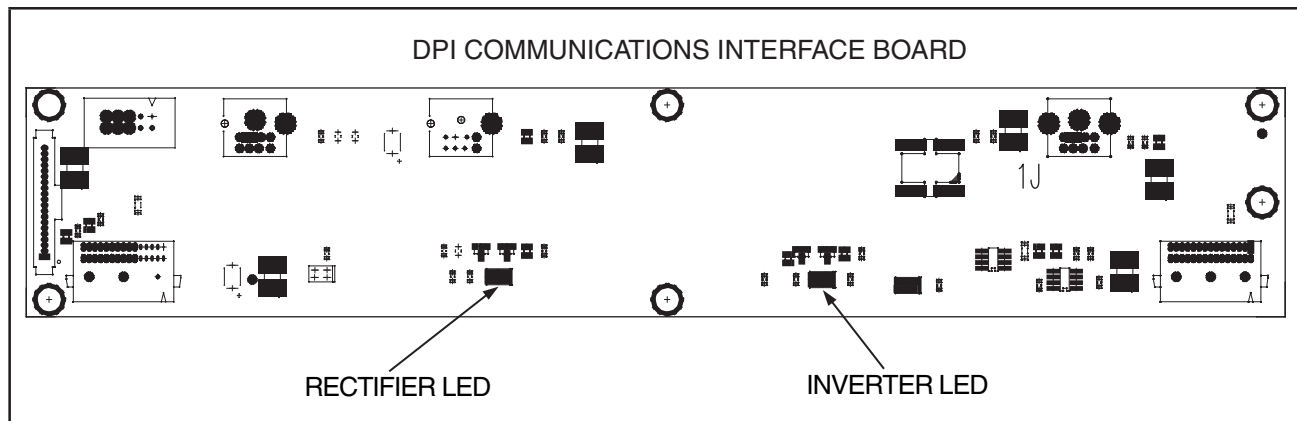 DPI COMMUNICATIONS INTERFACE BOARD
1J
RECTIFIER LED
INVERTER LED